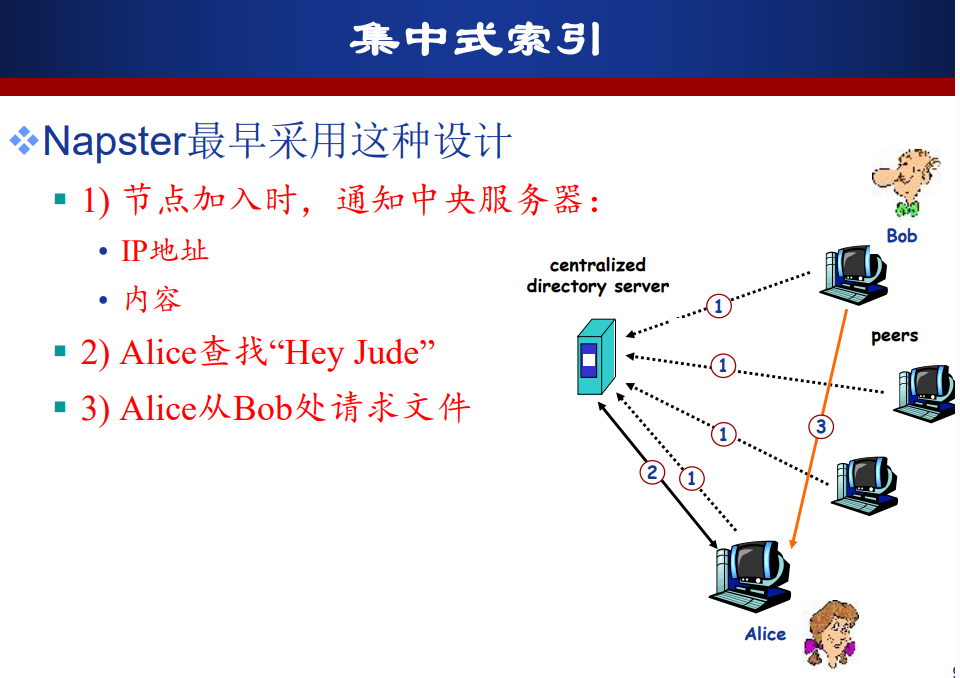 集中式索引
Napster最早采用这种设计
1) 节点加入时，通知中央服务器：
IP地址
内容
2) Alice查找“Hey Jude”
3) Alice从Bob处请求文件
Bob
centralized
directory server
peers
1
1
1
3
2
1
Alice